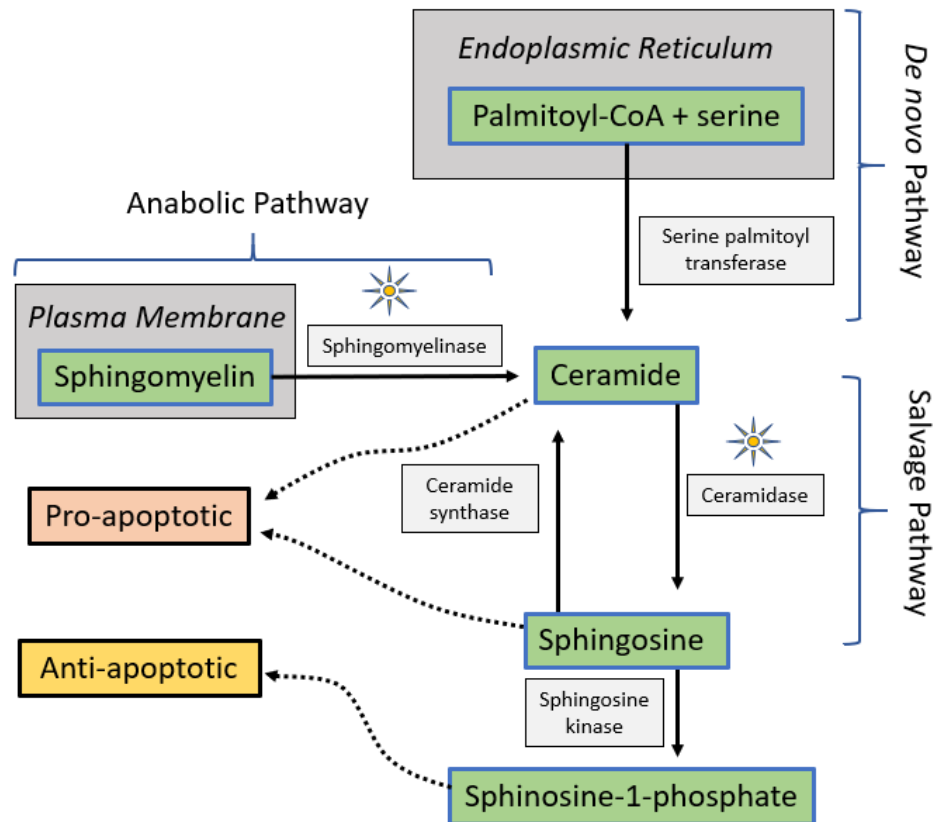 Endoplasmic Reticulum
Palmitoyl-CoA + serine
De novo Pathway
Anabolic Pathway
Serine palmitoyl
transferase
Plasma Membrane
Sphingomyelinase
Sphingomyelin
Ceramide
Salvage Pathway
Ceramide
synthase
Ceramidase
Pro-apoptotic
Sphingosine
Anti-apoptotic
Sphingosine
kinase
Sphinosine-1-phosphate